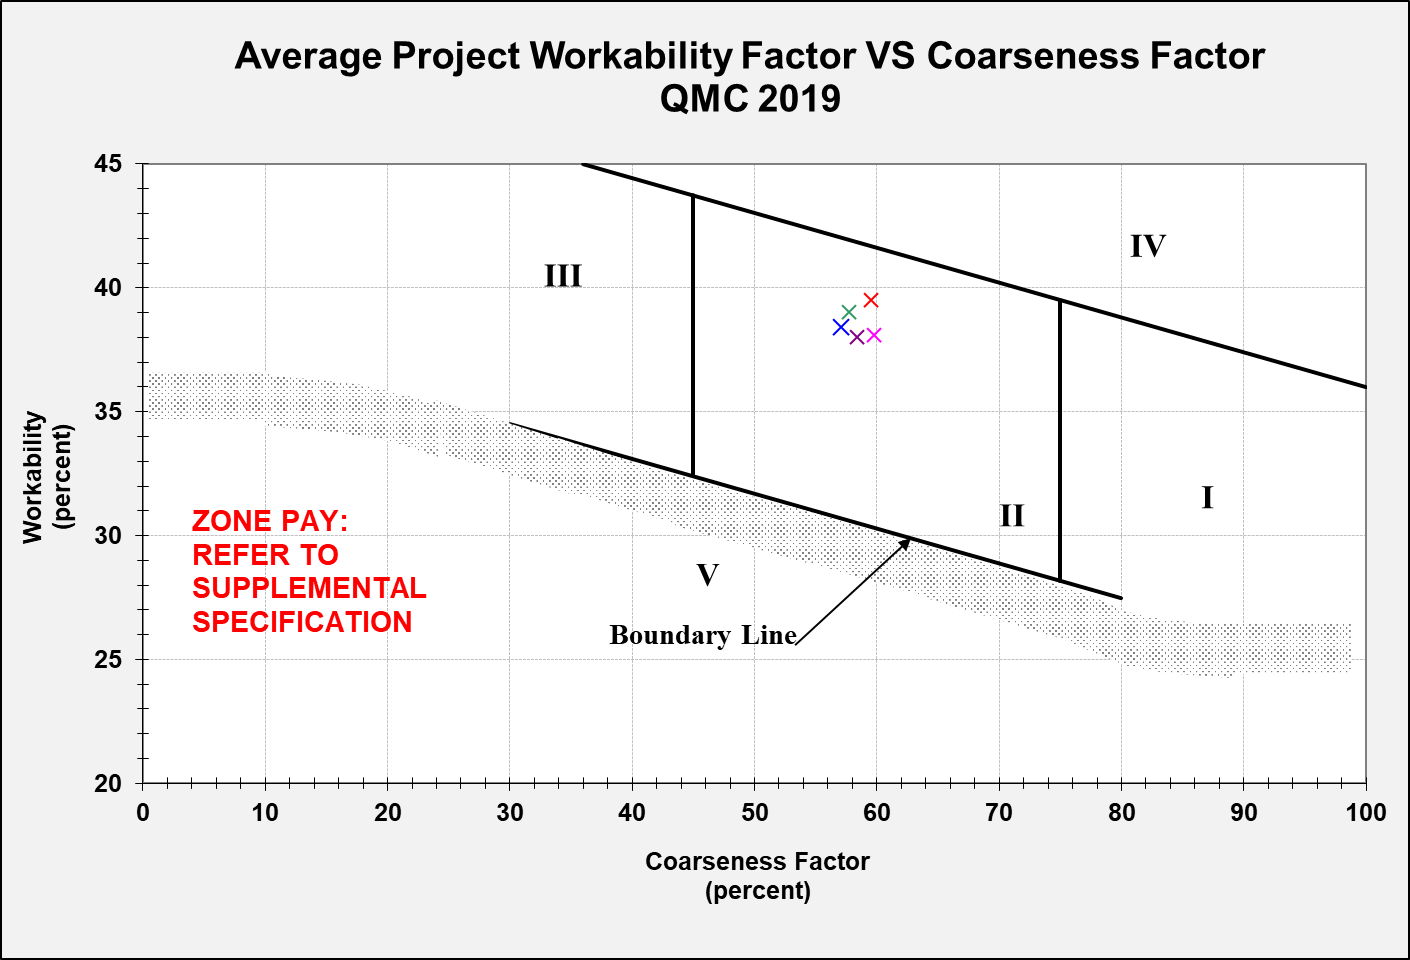 Average Project Workability Factor VS Coarseness Factor
QMC 2019
45
40
35
30
25
20
Workability
(percent)
III
IV
II
I
V
Boundary Line
ZONE PAY:
REFER TO
SUPPLEMENTAL
SPECIFICATION
0 10 20 30 40 50 60 70 80 90 100
Coarseness Factor
(percent)